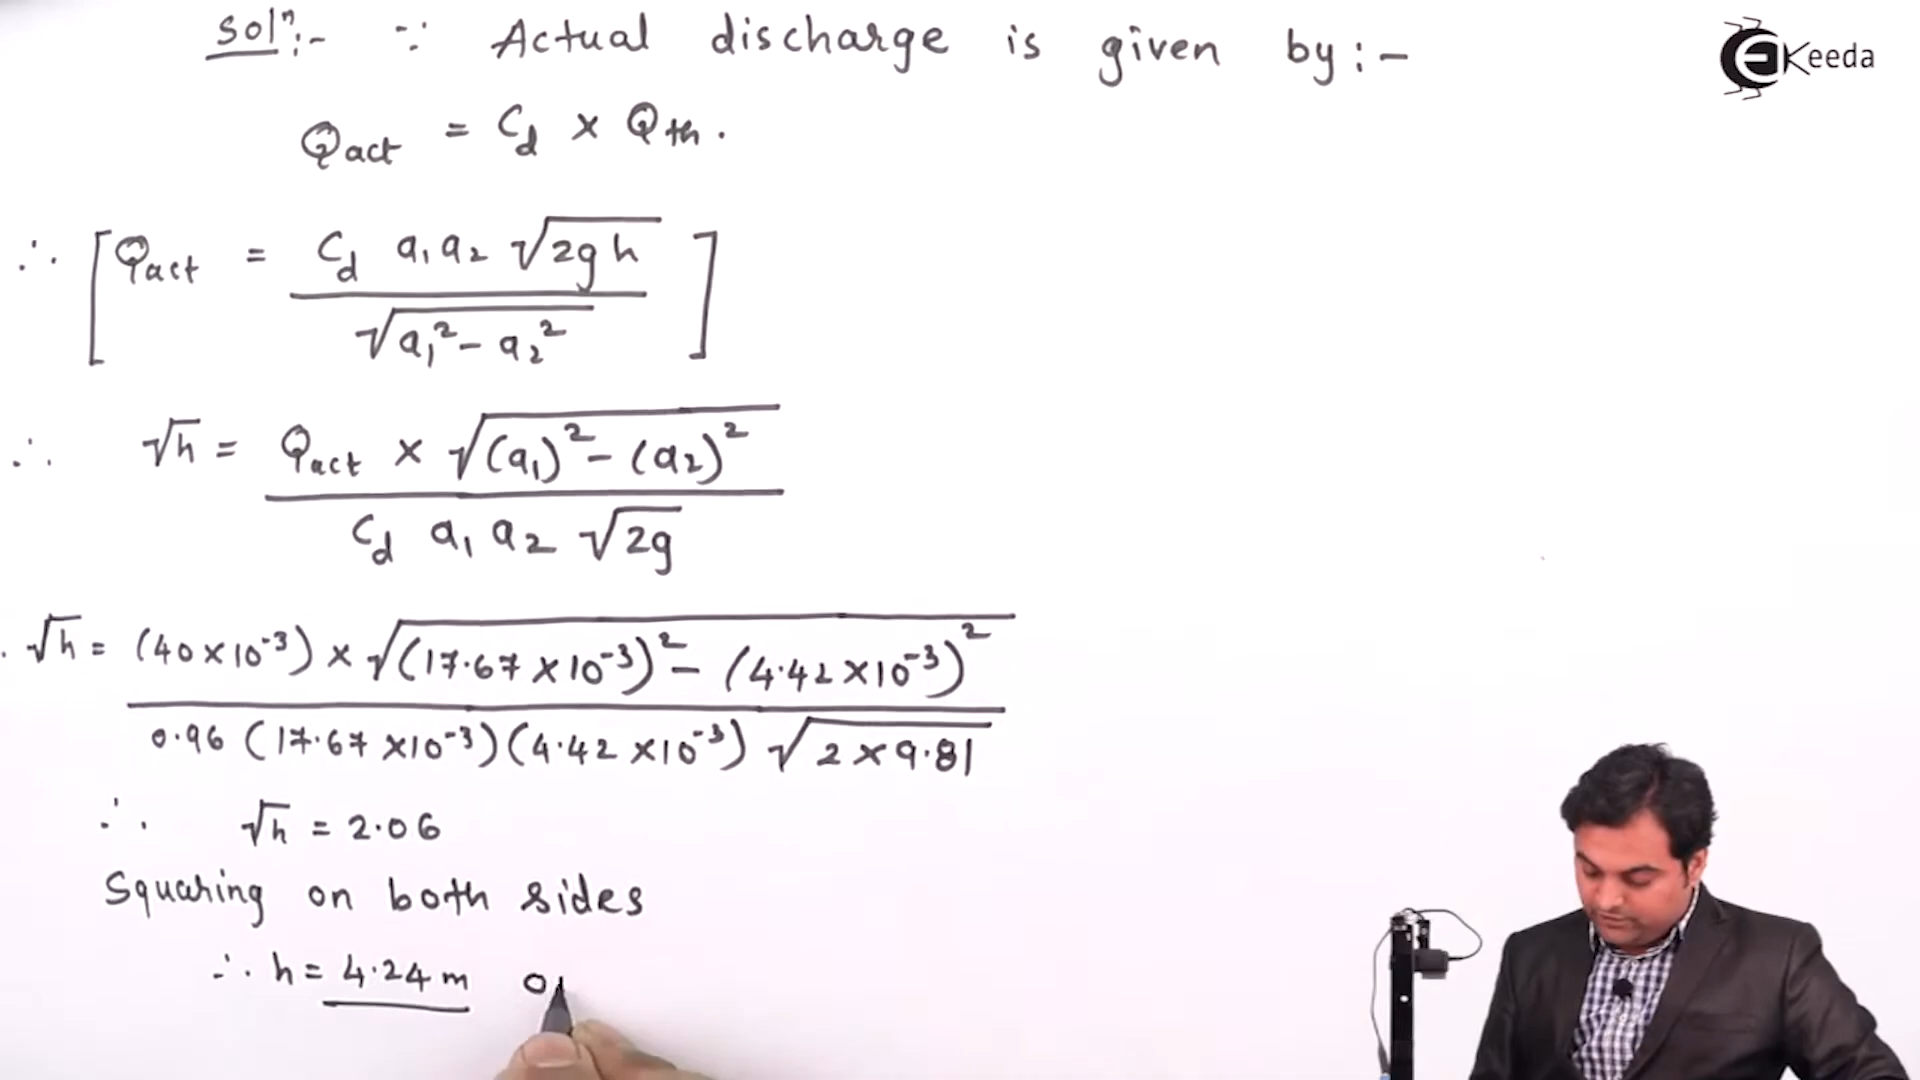 Solⁿ:- ∵ Actual discharge is given by:-
EKeeda
Qact = Cd × Qth.
∴ [Qact = Cd a₁ a₂ √2gh / √a₁² - a₂²]
∴ √h = Qact × √(a₁)² - (a₂)² / Cd a₁ a₂ √2g
. √h = (40×10⁻³) × √(17.67×10⁻³)² - (4.42×10⁻³)² / 0.96 (17.67×10⁻³)(4.42×10⁻³) √2×9.81
∴ √h = 2.06
Squaring on both sides
∴ h = 4.24 m